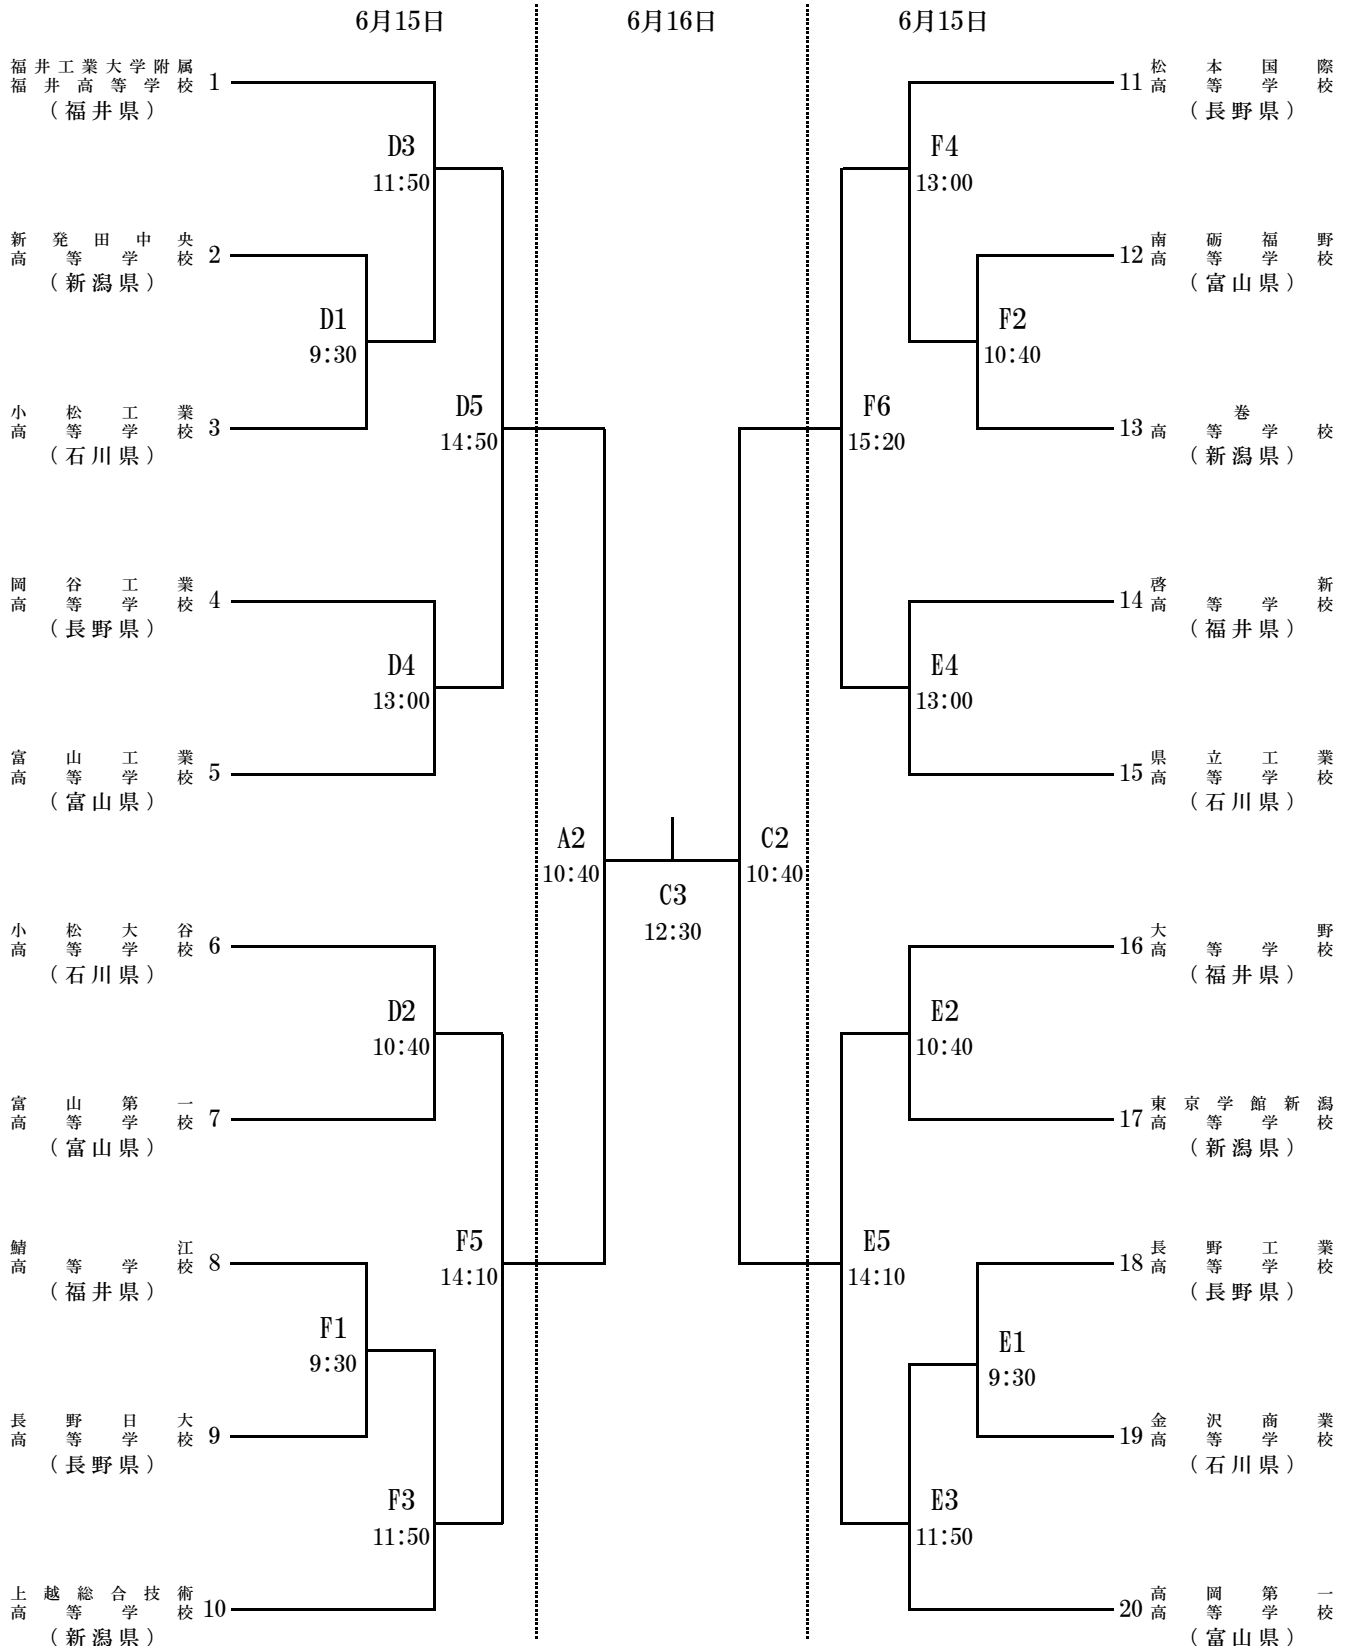 6月15日
6月16日
6月15日
福井工業大学附属
福井高等学校 1
（福井県）
D3
11:50
新発田中央
高等学校 2
（新潟県）
D1
9:30
小松工業
高等学校 3
（石川県）
D5
14:50
岡谷工業
高等学校 4
（長野県）
D4
13:00
富山工業
高等学校 5
（富山県）
A2
10:40
小松大谷
高等学校 6
（石川県）
D2
10:40
富山第一
高等学校 7
（富山県）
鯖江
高等学校 8
（福井県）
F5
14:10
F1
9:30
長野日大
高等学校 9
（長野県）
F3
11:50
上越総合技術
高等学校 10
（新潟県）
C3
12:30
松本国際
11 高等学校
（長野県）
F4
13:00
南砺福野
12 高等学校
（富山県）
F2
10:40
巻
13 高等学校
（新潟県）
F6
15:20
啓新
14 高等学校
（福井県）
E4
13:00
県立工業
15 高等学校
（石川県）
C2
10:40
大野
16 高等学校
（福井県）
E2
10:40
東京学館新潟
17 高等学校
（新潟県）
長野工業
18 高等学校
（長野県）
E5
14:10
E1
9:30
金沢商業
19 高等学校
（石川県）
E3
11:50
高岡第一
20 高等学校
（富山県）